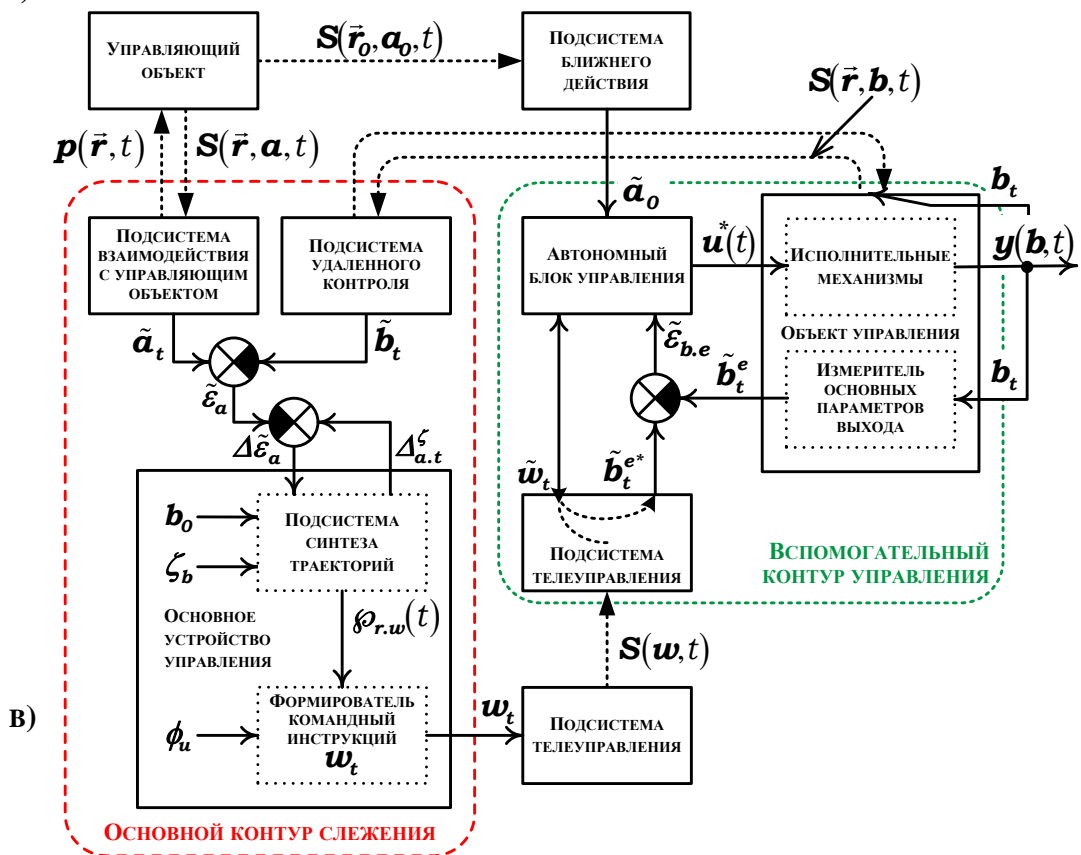 Управляющий
объект
S(r⃗₀, a₀, t)
Подсистема
ближнего
действия
S(r⃗, b, t)
p(r⃗, t)
S(r⃗, a, t)
Подсистема
взаимодействия
с управляющим
объектом
Подсистема
удаленного
контроля
ã₀
Автономный
блок управления
u*(t)
Исполнительные
механизмы
b_t
y(b, t)
Объект управления
Измеритель
основных
параметров
выхода
b_t
ã_t
b̃_t
ε̃_a
ε̃_b.e
b̃_t^e
Δε̃_a
Δ_a.t^ζ
w̃_t
b̃_t^e*
b₀
ζ_b
Подсистема
синтеза
траекторий
Подсистема
телеуправления
Вспомогательный
контур управления
Основное
устройство
управления
℘_r.w(t)
S(w, t)
в)
ϕ_u
Формирователь
командный
инструкций
w_t
w_t
Подсистема
телеуправления
Основной контур слежения